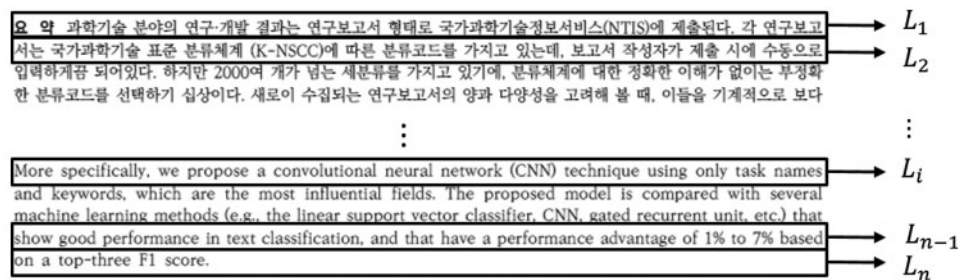 요 약 과학기술 분야의 연구·개발 결과는 연구보고서 형태로 국가과학기술정보서비스(NTIS)에 제출된다. 각 연구보고 L₁
서는 국가과학기술 표준 분류체계 (K-NSCC)에 따른 분류코드를 가지고 있는데, 보고서 작성자가 제출 시에 수동으로 L₂
입력하게끔 되어있다. 하지만 2000여 개가 넘는 세분류를 가지고 있기에, 분류체계에 대한 정확한 이해가 없이는 부정확
한 분류코드를 선택하기 십상이다. 새로이 수집되는 연구보고서의 양과 다양성을 고려해 볼 때, 이들을 기계적으로 보다
⋮ ⋮
More specifically, we propose a convolutional neural network (CNN) technique using only task names Lᵢ
and keywords, which are the most influential fields. The proposed model is compared with several
machine learning methods (e.g., the linear support vector classifier, CNN, gated recurrent unit, etc.) that
show good performance in text classification, and that have a performance advantage of 1% to 7% based Lₙ₋₁
on a top-three F1 score. Lₙ